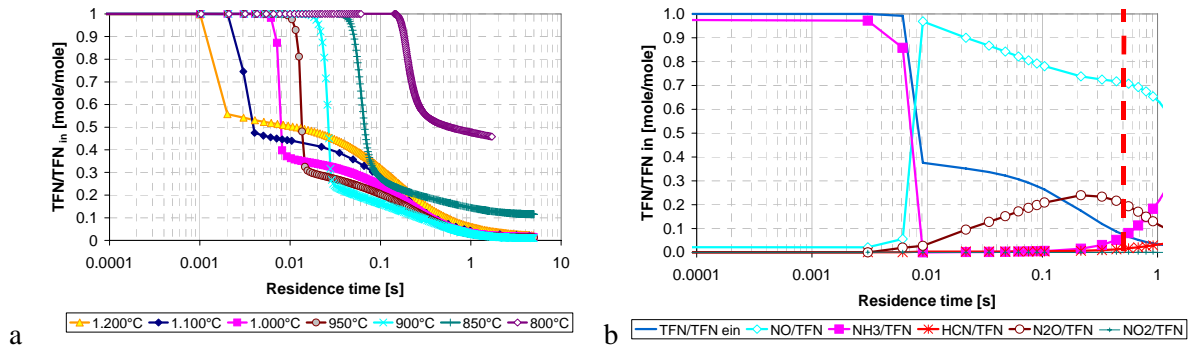 TFN/TFN in [mole/mole]
1
0.9
0.8
0.7
0.6
0.5
0.4
0.3
0.2
0.1
0
0.0001 0.001 0.01 0.1 1 10
Residence time [s]
1.200°C 1.100°C 1.000°C 950°C 900°C 850°C 800°C
a
TFN/TFN in [mole/mole]
1.0
0.9
0.8
0.7
0.6
0.5
0.4
0.3
0.2
0.1
0.0
0.0001 0.001 0.01 0.1 1
Residence time [s]
TFN/TFN ein NO/TFN NH3/TFN HCN/TFN N2O/TFN NO2/TFN
b